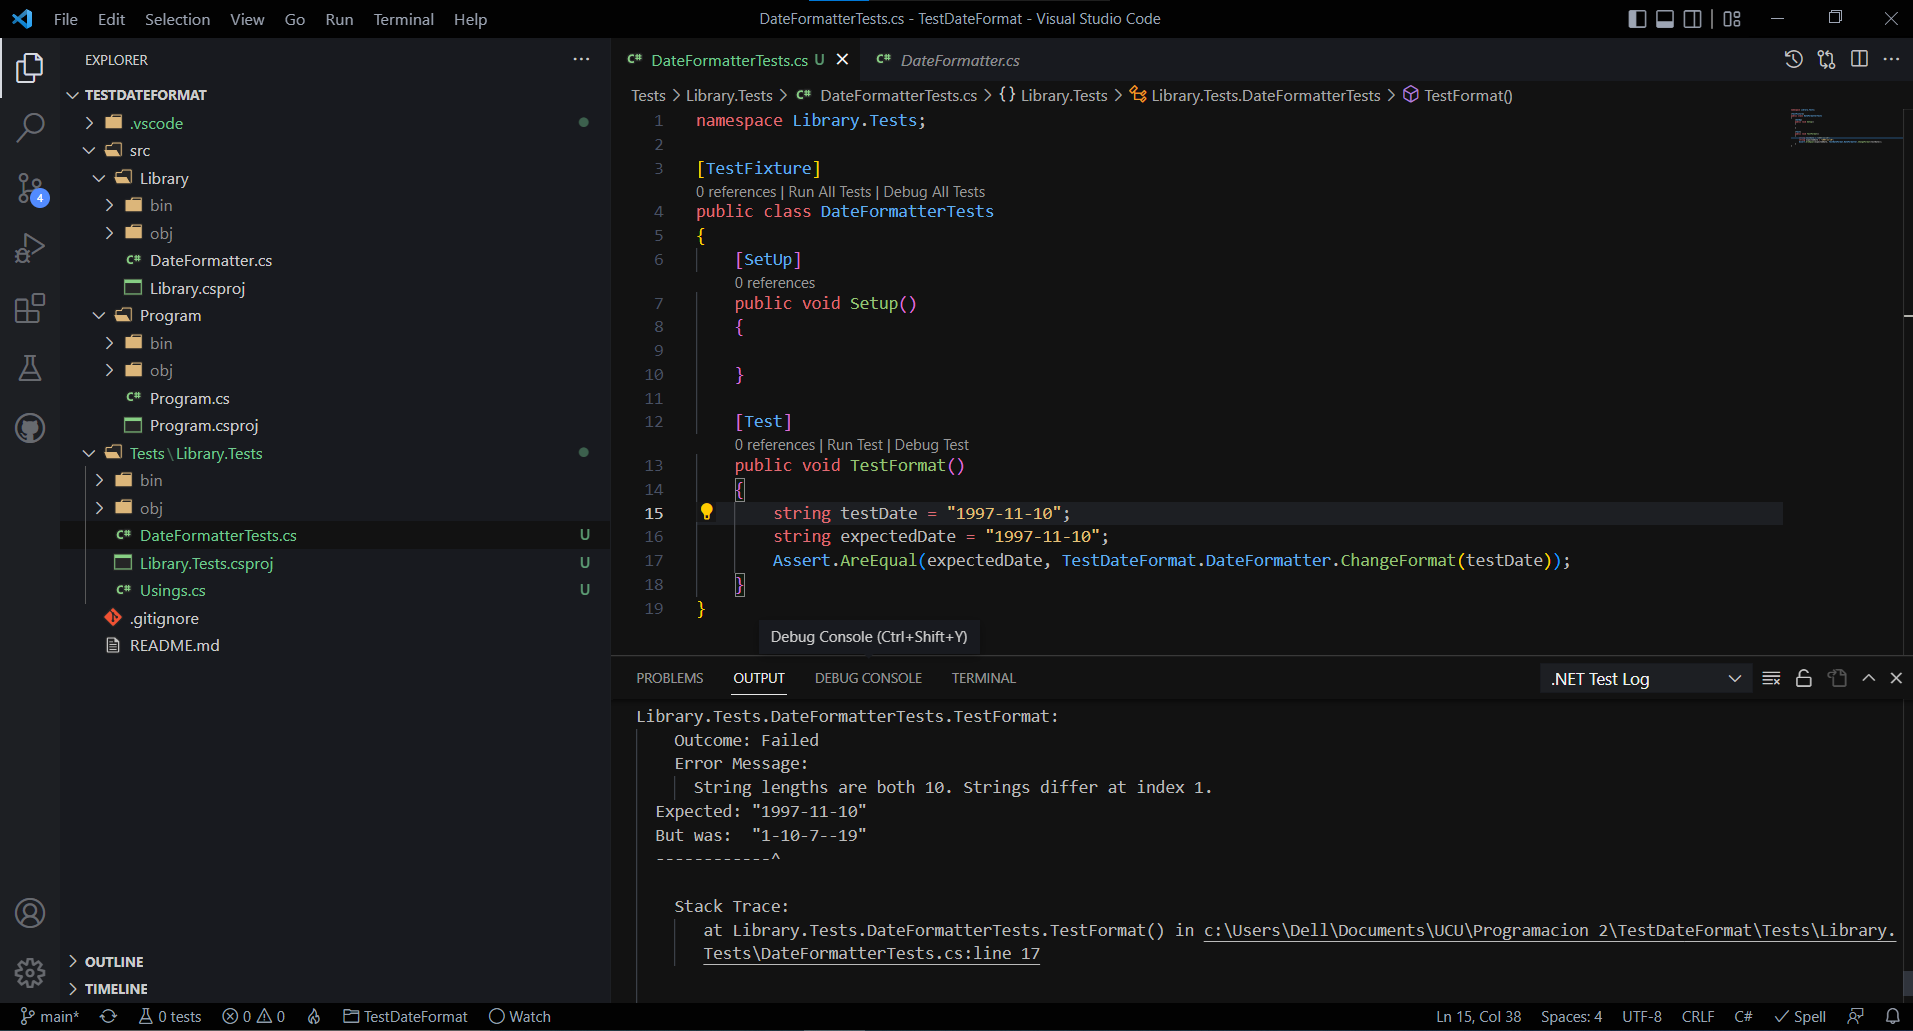 File Edit Selection View Go Run Terminal Help
DateFormatterTests.cs - TestDateFormat - Visual Studio Code
EXPLORER
TESTDATEFORMAT
.vscode
src
Library
bin
obj
C# DateFormatter.cs
Library.csproj
Program
bin
obj
C# Program.cs
Program.csproj
Tests\Library.Tests
bin
obj
C# DateFormatterTests.cs U
Library.Tests.csproj U
C# Usings.cs U
.gitignore
README.md
4
OUTLINE
TIMELINE
C# DateFormatterTests.cs U
C# DateFormatter.cs
Tests > Library.Tests > C# DateFormatterTests.cs > {} Library.Tests > Library.Tests.DateFormatterTests > TestFormat()
1 namespace Library.Tests;
2
3 [TestFixture]
0 references | Run All Tests | Debug All Tests
4 public class DateFormatterTests
5 {
6 [SetUp]
0 references
7 public void Setup()
8 {
9
10 }
11
12 [Test]
0 references | Run Test | Debug Test
13 public void TestFormat()
14 {
15 string testDate = "1997-11-10";
16 string expectedDate = "1997-11-10";
17 Assert.AreEqual(expectedDate, TestDateFormat.DateFormatter.ChangeFormat(testDate));
18 }
19 }
Debug Console (Ctrl+Shift+Y)
PROBLEMS OUTPUT DEBUG CONSOLE TERMINAL
.NET Test Log
Library.Tests.DateFormatterTests.TestFormat:
Outcome: Failed
Error Message:
String lengths are both 10. Strings differ at index 1.
Expected: "1997-11-10"
But was:  "1-10-7--19"
------------^
Stack Trace:
at Library.Tests.DateFormatterTests.TestFormat() in c:\Users\Dell\Documents\UCU\Programacion 2\TestDateFormat\Tests\Library.
Tests\DateFormatterTests.cs:line 17
main* 0 tests 0 0 TestDateFormat Watch
Ln 15, Col 38 Spaces: 4 UTF-8 CRLF C# Spell